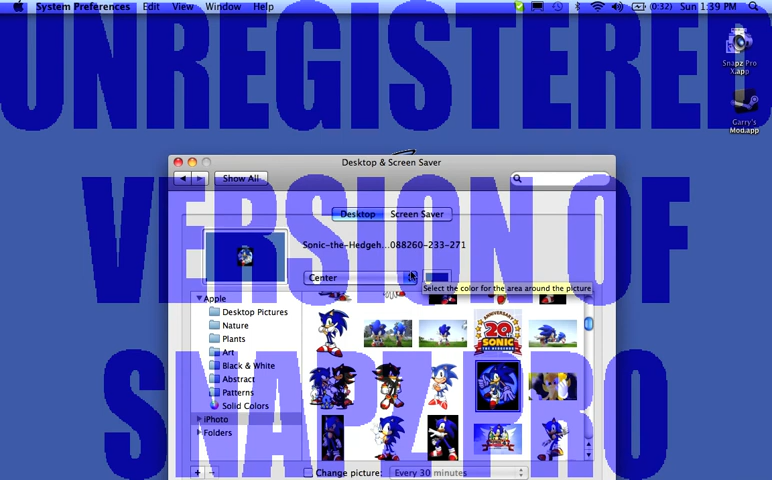 System Preferences Edit View Window Help (0:32) Sun 1:39 PM
UNREGISTERED
Snapz Pro
X.app
Garry's
Mod.app
Desktop & Screen Saver
Show All
VERSION OF
Desktop Screen Saver
Sonic-the-Hedgeh...088260-233-271
Center
Select the color for the area around the picture
Apple
Desktop Pictures
Nature
Plants
Art
Black & White
Abstract
Patterns
Solid Colors
iPhoto
Folders
ANNIVERSARY
20th
SONIC
SNAPZ PRO
+ − Change picture: Every 30 minutes